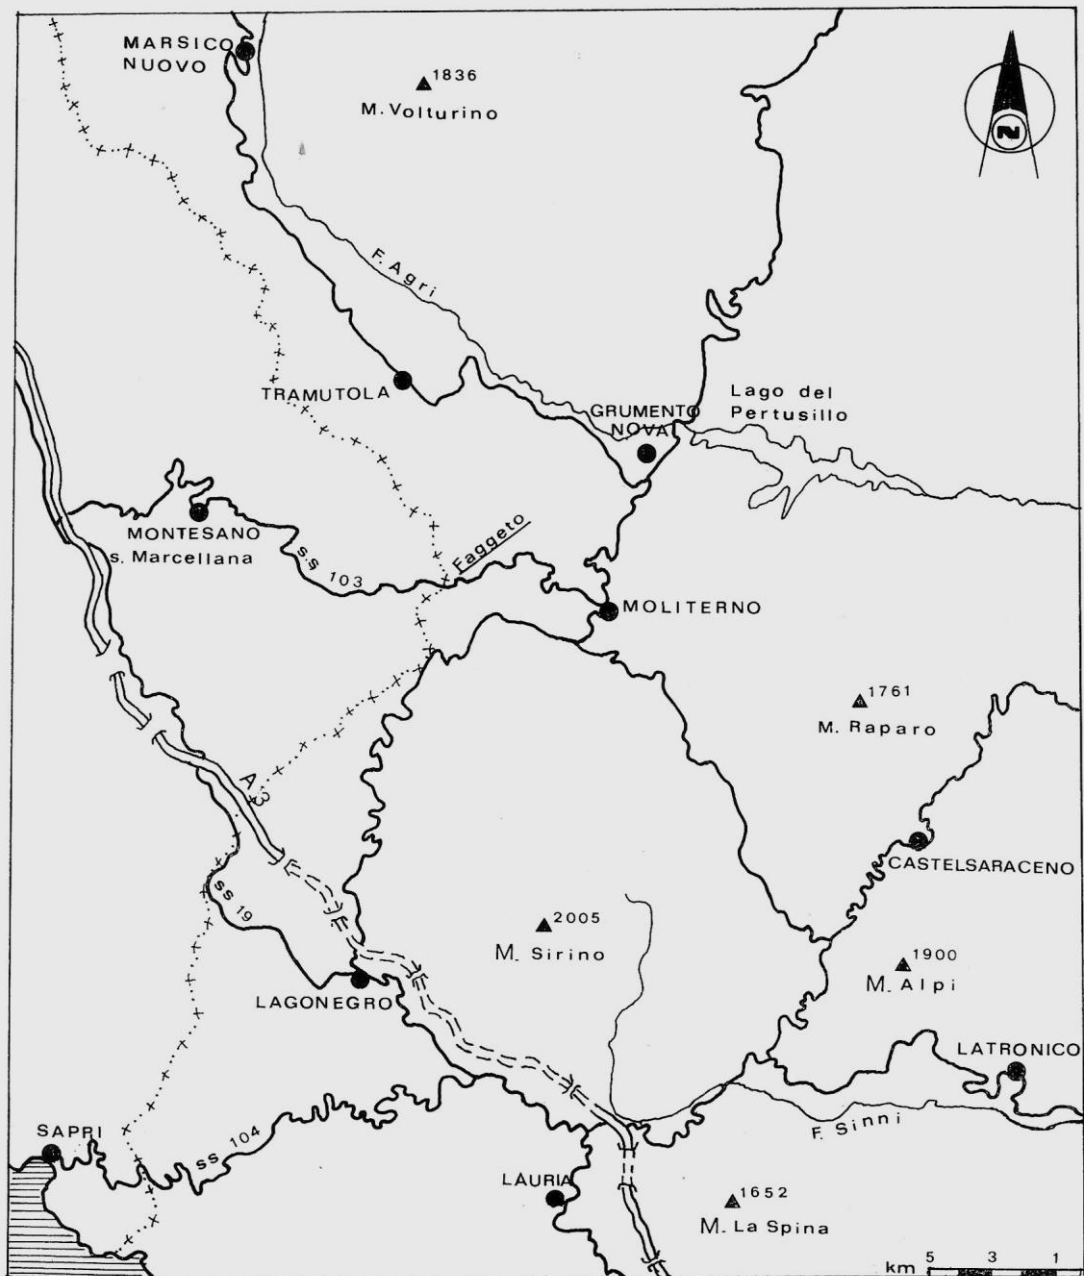 MARSICO
NUOVO
1836
M. Volturino
N
F. Agri
TRAMUTOLA
GRUMENTO
NOVA
Lago del
Pertusillo
MONTESANO
s. Marcellana
s.s 103
Faggeto
MOLITERNO
1761
M. Raparo
A 3
CASTELSARACENO
ss 19
2005
M. Sirino
1900
M. Alpi
LAGONEGRO
LATRONICO
SAPRI
ss 104
F. Sinni
LAURIA
1652
M. La Spina
km 5 3 1